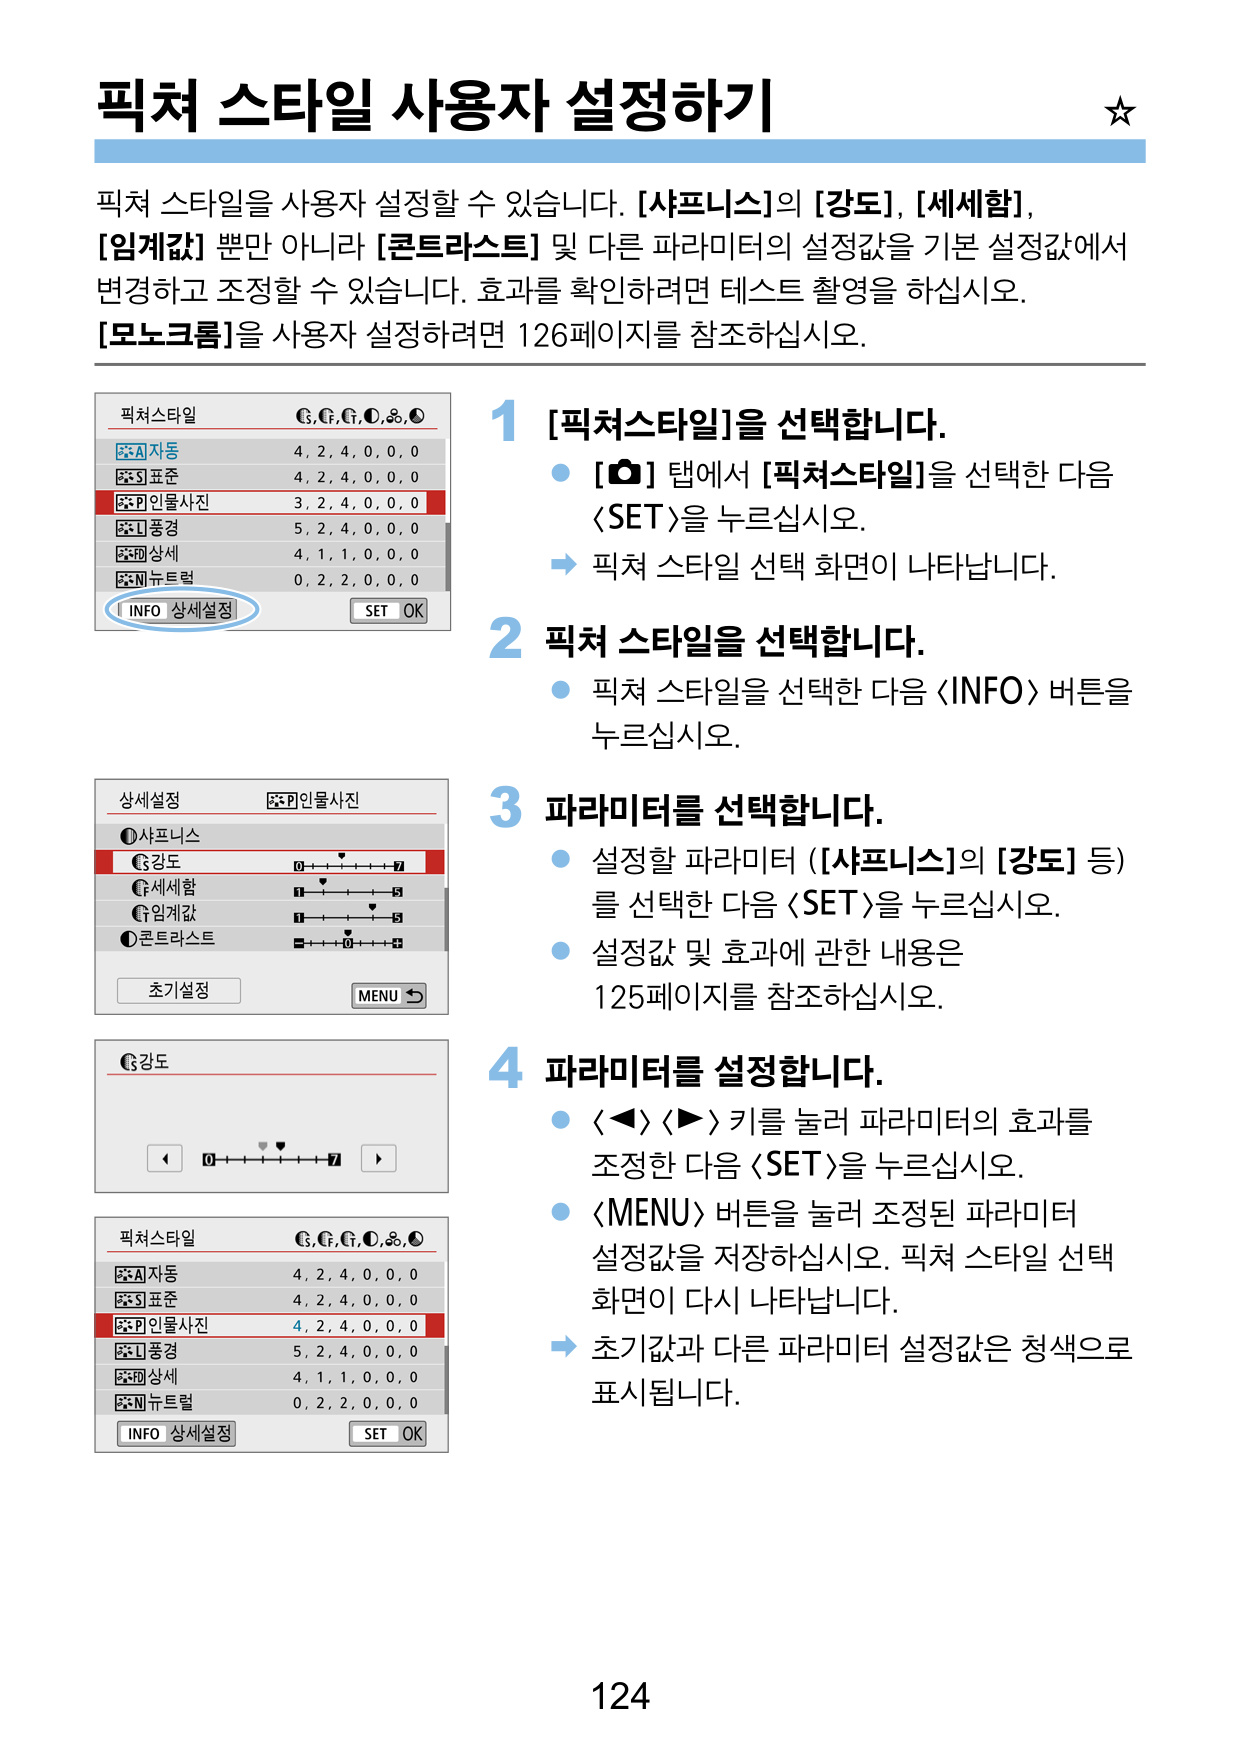 픽쳐 스타일 사용자 설정하기 ☆
픽쳐 스타일을 사용자 설정할 수 있습니다. [샤프니스]의 [강도], [세세함],
[임계값] 뿐만 아니라 [콘트라스트] 및 다른 파라미터의 설정값을 기본 설정값에서
변경하고 조정할 수 있습니다. 효과를 확인하려면 테스트 촬영을 하십시오.
[모노크롬]을 사용자 설정하려면 126페이지를 참조하십시오.
픽쳐스타일 S, F, T
A 자동 4, 2, 4, 0, 0, 0
S 표준 4, 2, 4, 0, 0, 0
P 인물사진 3, 2, 4, 0, 0, 0
L 풍경 5, 2, 4, 0, 0, 0
FD 상세 4, 1, 1, 0, 0, 0
N 뉴트럴 0, 2, 2, 0, 0, 0
INFO 상세설정 SET OK
1 [픽쳐스타일]을 선택합니다.
● [📷] 탭에서 [픽쳐스타일]을 선택한 다음
〈SET〉을 누르십시오.
➡ 픽쳐 스타일 선택 화면이 나타납니다.
2 픽쳐 스타일을 선택합니다.
● 픽쳐 스타일을 선택한 다음 〈INFO〉 버튼을
누르십시오.
상세설정 P 인물사진
샤프니스
S 강도 0 7
F 세세함 1 5
T 임계값 1 5
콘트라스트 - 0 +
초기설정 MENU ↩
3 파라미터를 선택합니다.
● 설정할 파라미터 ([샤프니스]의 [강도] 등)
를 선택한 다음 〈SET〉을 누르십시오.
● 설정값 및 효과에 관한 내용은
125페이지를 참조하십시오.
S 강도
0 7
4 파라미터를 설정합니다.
● 〈◀〉〈▶〉 키를 눌러 파라미터의 효과를
조정한 다음 〈SET〉을 누르십시오.
● 〈MENU〉 버튼을 눌러 조정된 파라미터
설정값을 저장하십시오. 픽쳐 스타일 선택
화면이 다시 나타납니다.
➡ 초기값과 다른 파라미터 설정값은 청색으로
표시됩니다.
픽쳐스타일 S, F, T
A 자동 4, 2, 4, 0, 0, 0
S 표준 4, 2, 4, 0, 0, 0
P 인물사진 4, 2, 4, 0, 0, 0
L 풍경 5, 2, 4, 0, 0, 0
FD 상세 4, 1, 1, 0, 0, 0
N 뉴트럴 0, 2, 2, 0, 0, 0
INFO 상세설정 SET OK
124